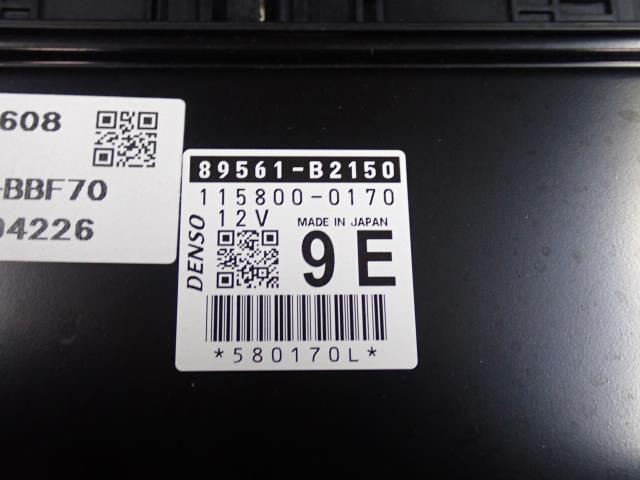 608
-BBF70
04226
89561-B2150
115800-0170
12V MADE IN JAPAN
DENSO
9E
*580170L*